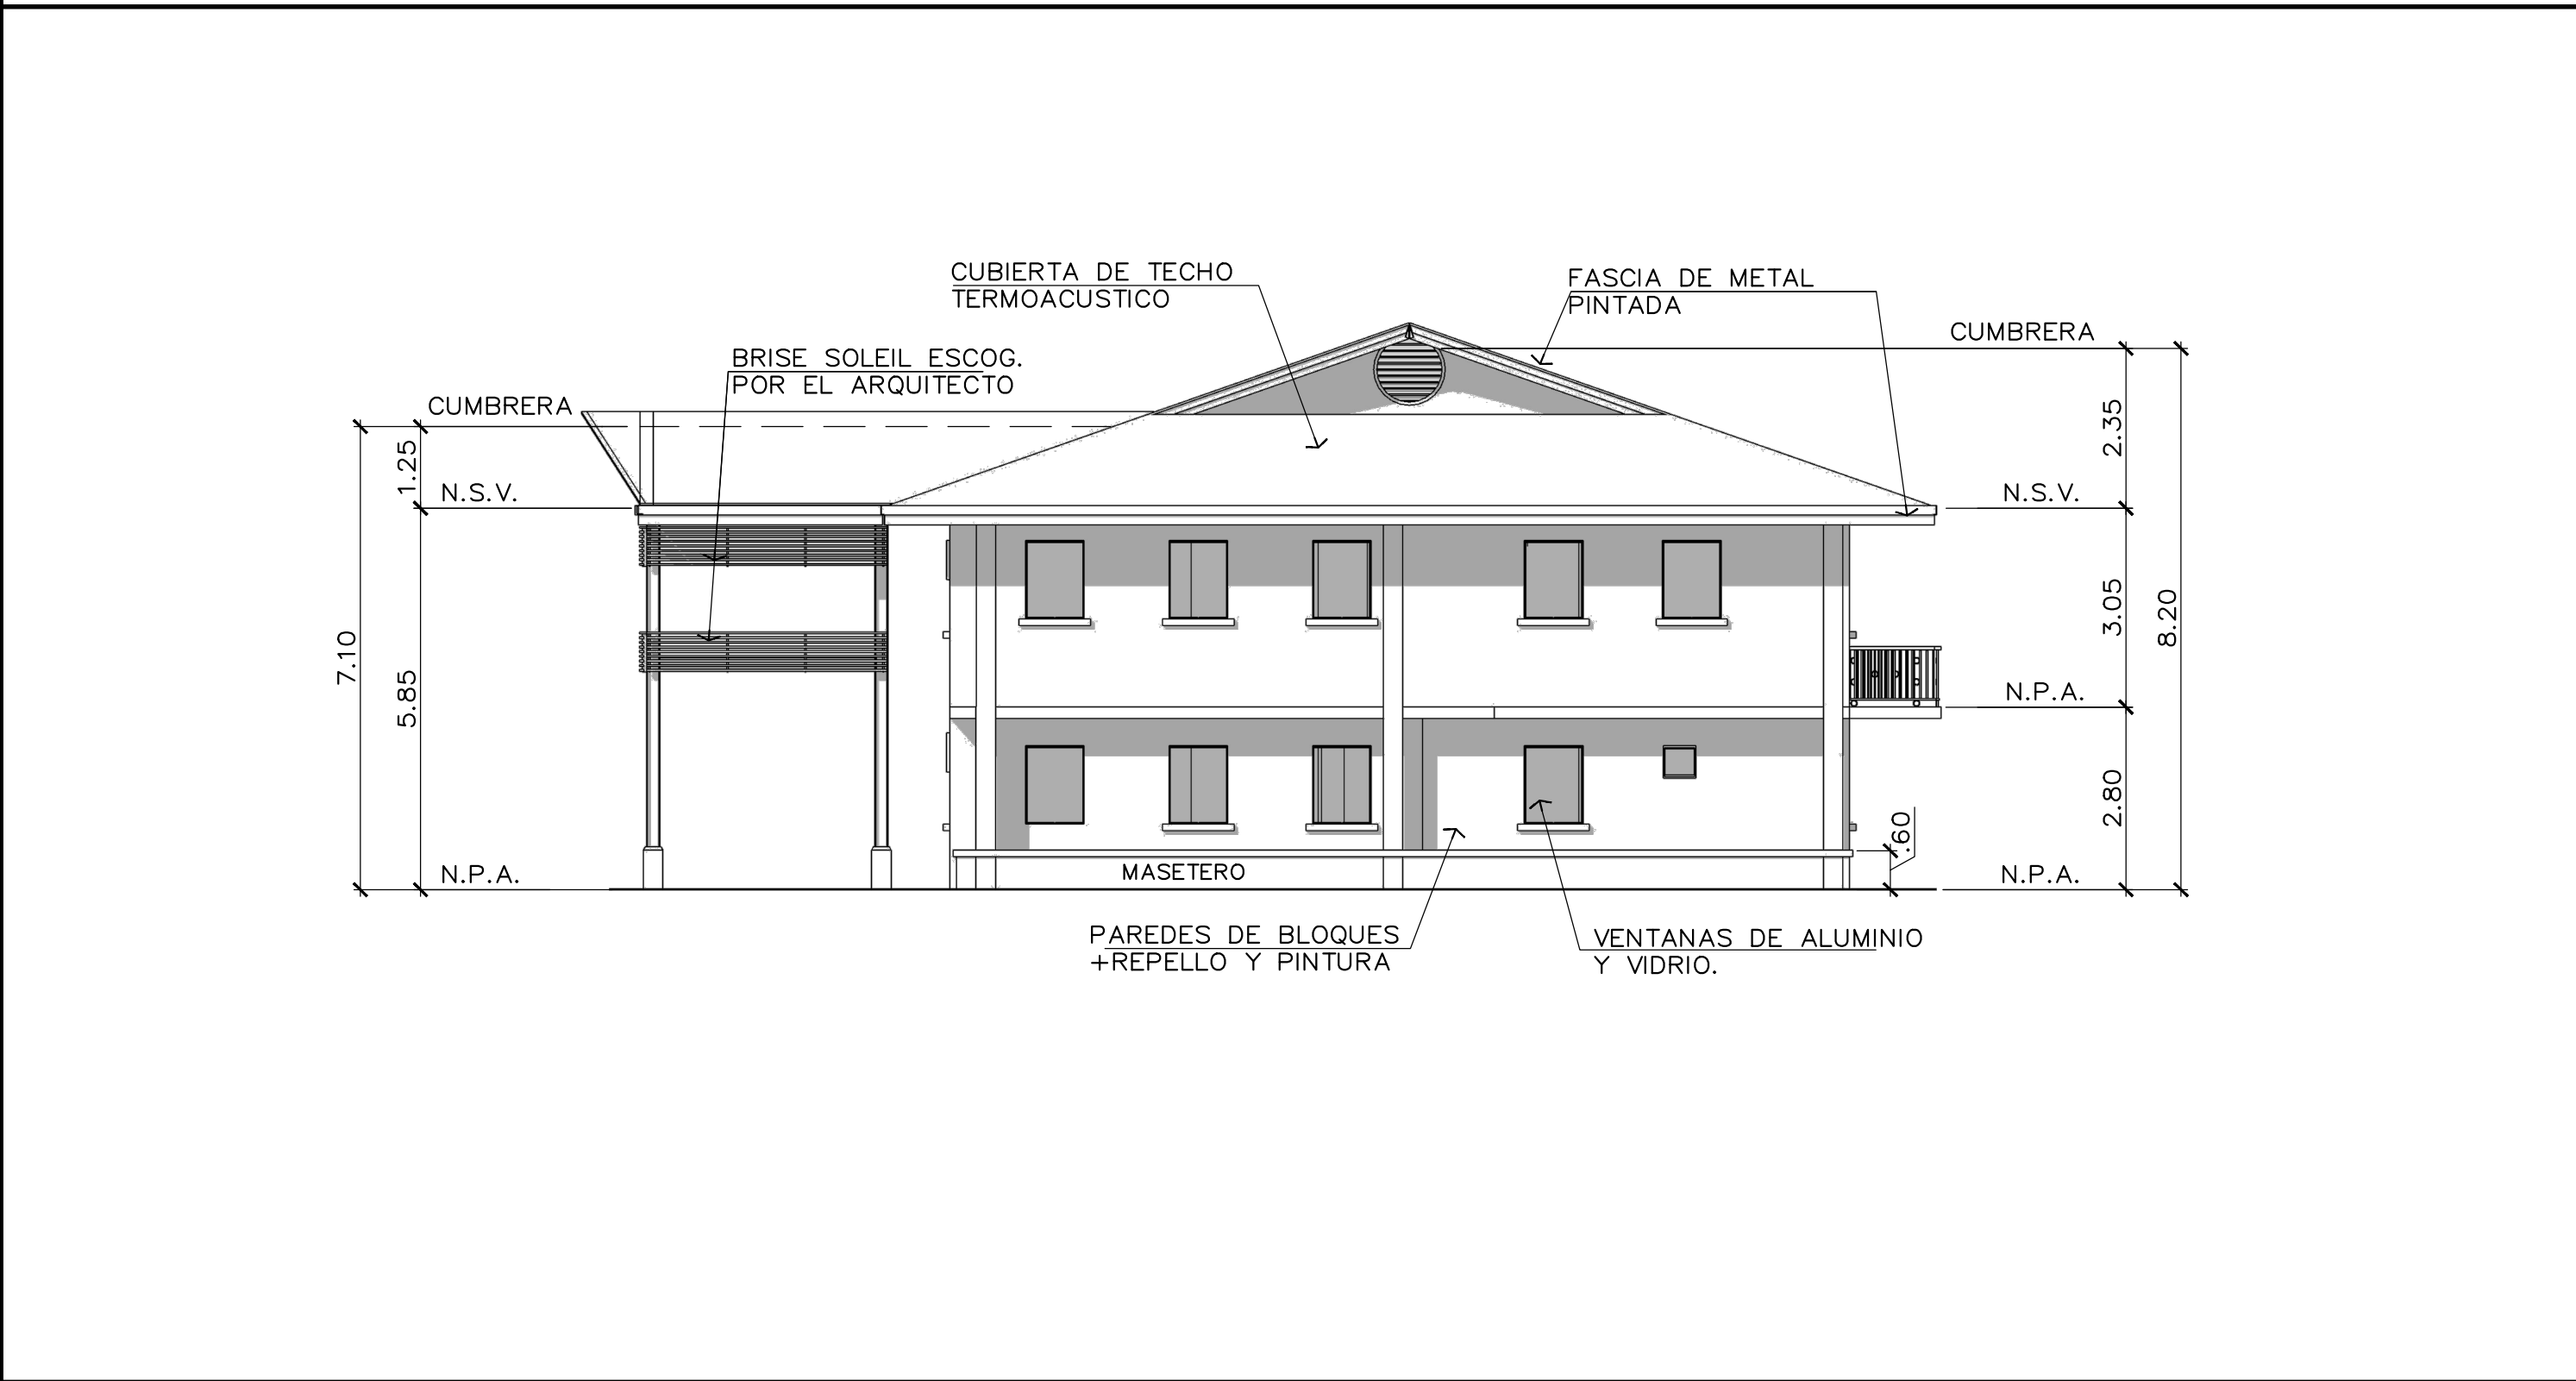 CUBIERTA DE TECHO
TERMOACUSTICO
FASCIA DE METAL
PINTADA
CUMBRERA
BRISE SOLEIL ESCOG.
POR EL ARQUITECTO
CUMBRERA
1.25
N.S.V.
2.35
N.S.V.
7.10
5.85
3.05
8.20
N.P.A.
2.80
.60
N.P.A.
MASETERO
N.P.A.
PAREDES DE BLOQUES
+REPELLO Y PINTURA
VENTANAS DE ALUMINIO
Y VIDRIO.